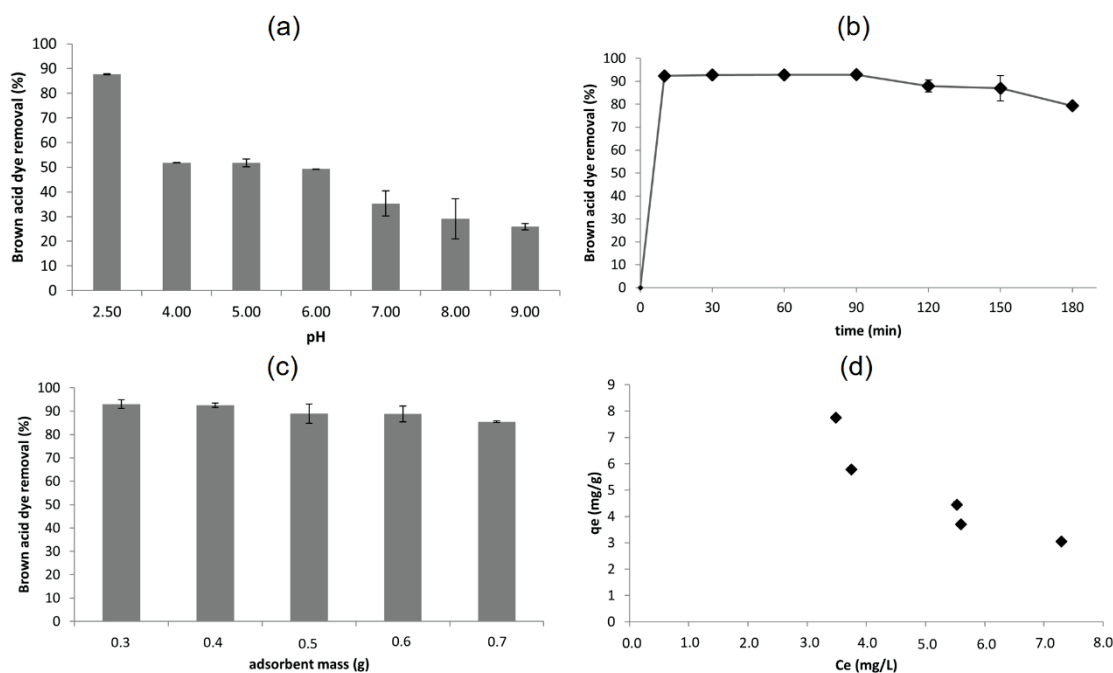 (a)
Brown acid dye removal (%)
100
90
80
70
60
50
40
30
20
10
0
2.50 4.00 5.00 6.00 7.00 8.00 9.00
pH
(b)
Brown acid dye removal (%)
100
90
80
70
60
50
40
30
20
10
0
0 30 60 90 120 150 180
time (min)
(c)
Brown acid dye removal (%)
100
90
80
70
60
50
40
30
20
10
0
0.3 0.4 0.5 0.6 0.7
adsorbent mass (g)
(d)
qe (mg/g)
9
8
7
6
5
4
3
2
1
0
0.0 1.0 2.0 3.0 4.0 5.0 6.0 7.0 8.0
Ce (mg/L)